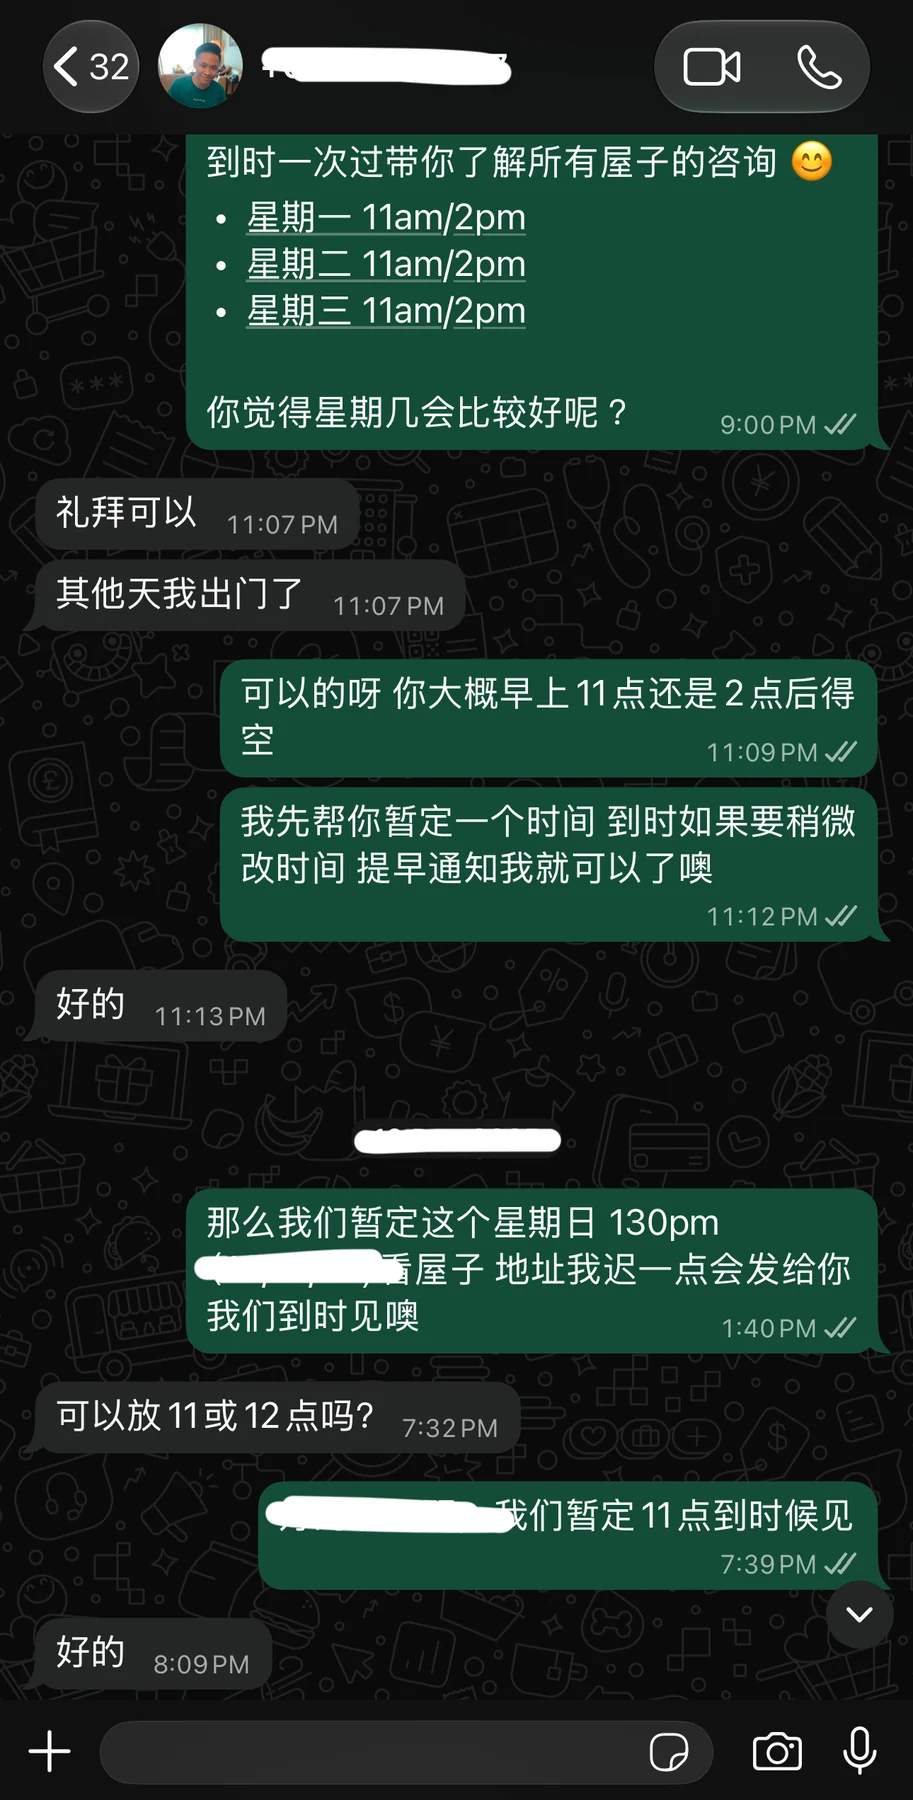 32
到时一次过带你了解所有屋子的咨询 😊
• 星期一 11am/2pm
• 星期二 11am/2pm
• 星期三 11am/2pm
你觉得星期几会比较好呢？
9:00 PM
礼拜可以
11:07 PM
其他天我出门了
11:07 PM
可以的呀 你大概早上 11 点还是 2 点后得
空
11:09 PM
我先帮你暂定一个时间 到时如果要稍微
改时间 提早通知我就可以了噢
11:12 PM
好的
11:13 PM
那么我们暂定这个星期日 130pm
看屋子 地址我迟一点会发给你
我们到时见噢
1:40 PM
可以放 11 或 12 点吗?
7:32 PM
我们暂定 11 点到时候见
7:39 PM
好的
8:09 PM